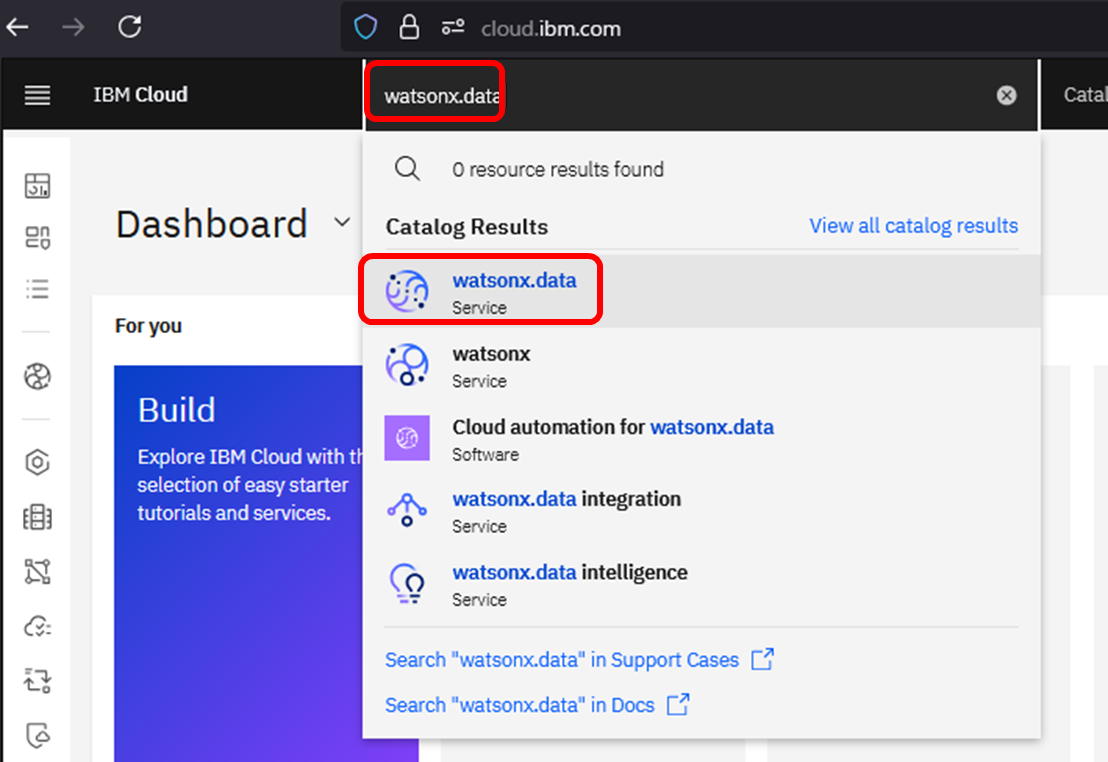 cloud.ibm.com
IBM Cloud
watsonx.data
0 resource results found
Dashboard
Catalog Results
View all catalog results
watsonx.data
Service
For you
watsonx
Service
Build
Explore IBM Cloud with
selection of easy starter
tutorials and services.
Cloud automation for watsonx.data
Software
watsonx.data integration
Service
watsonx.data intelligence
Service
Search "watsonx.data" in Support Cases
Search "watsonx.data" in Docs